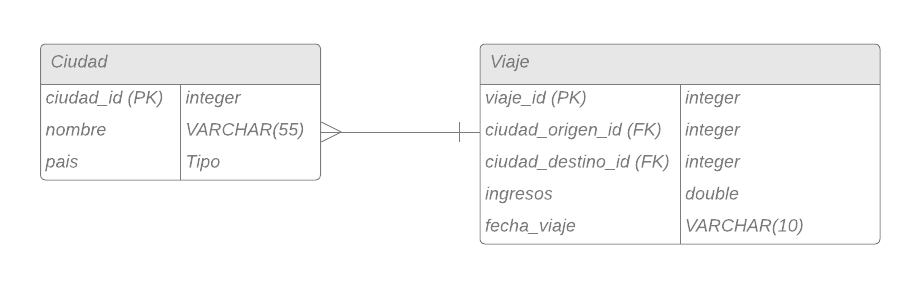 Ciudad
ciudad_id (PK) integer
nombre VARCHAR(55)
pais Tipo
Viaje
viaje_id (PK) integer
ciudad_origen_id (FK) integer
ciudad_destino_id (FK) integer
ingresos double
fecha_viaje VARCHAR(10)